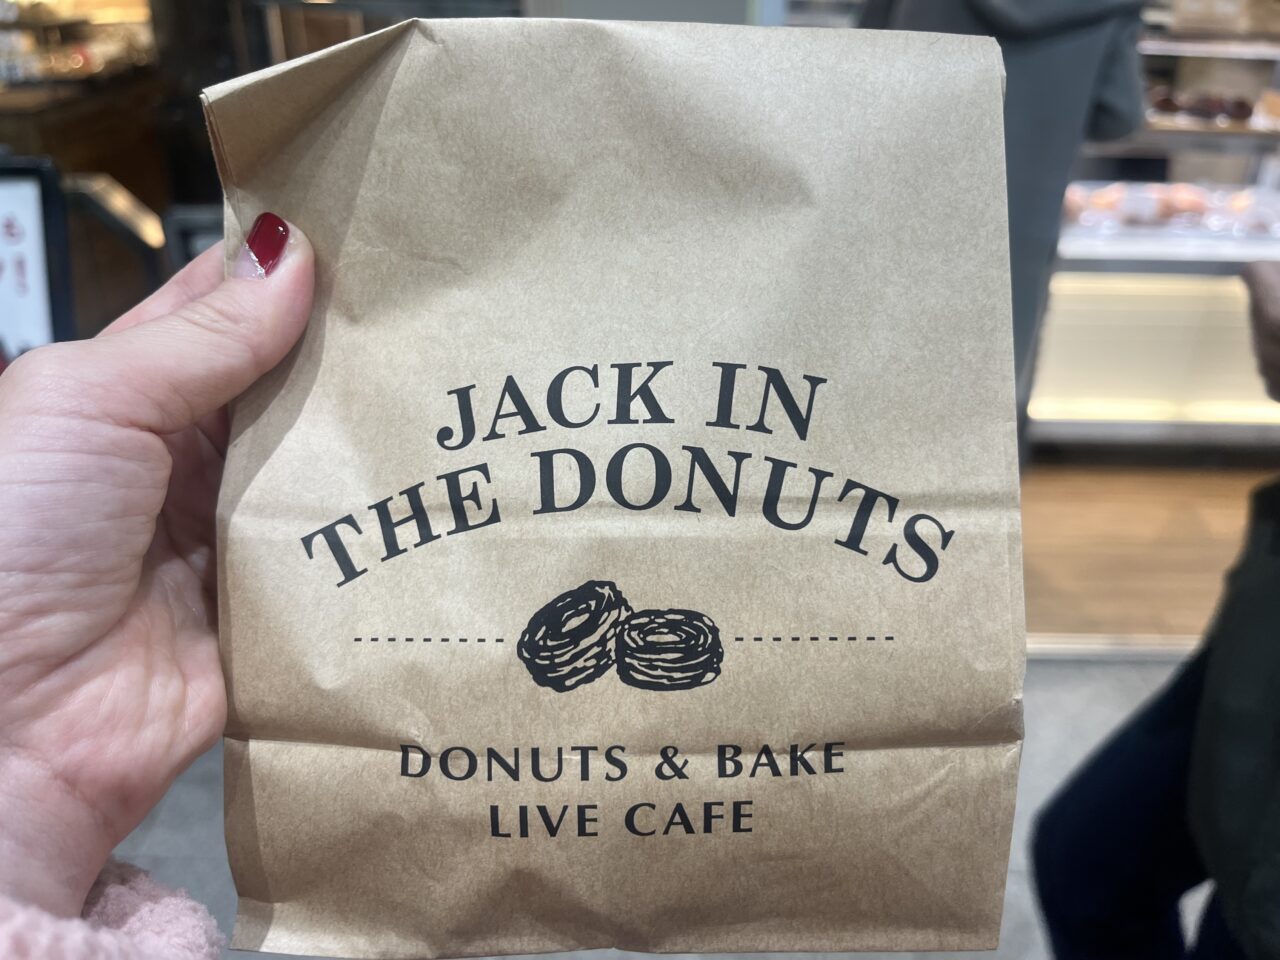 JACK IN
THE DONUTS
DONUTS & BAKE
LIVE CAFE